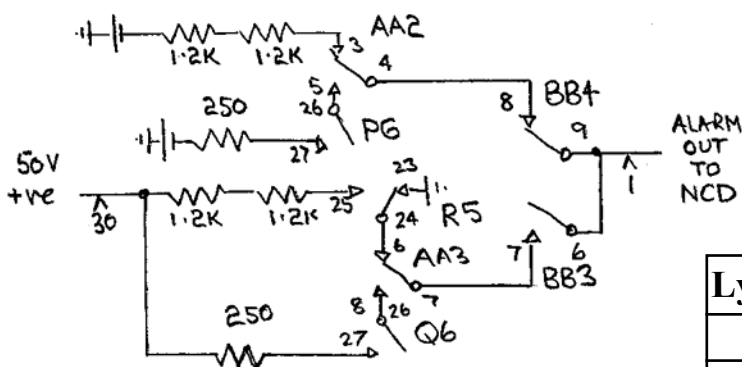 AA2
1.2K 1.2K 3 4
5
26
250
27
P6
8 BB4
9
ALARM
OUT
TO
NCD
1
50V
+ve
30
1.2K 1.2K 25
23
24
R5
6
AA3
7
7 6
BB3
8 26
Q6
250
27
Ly